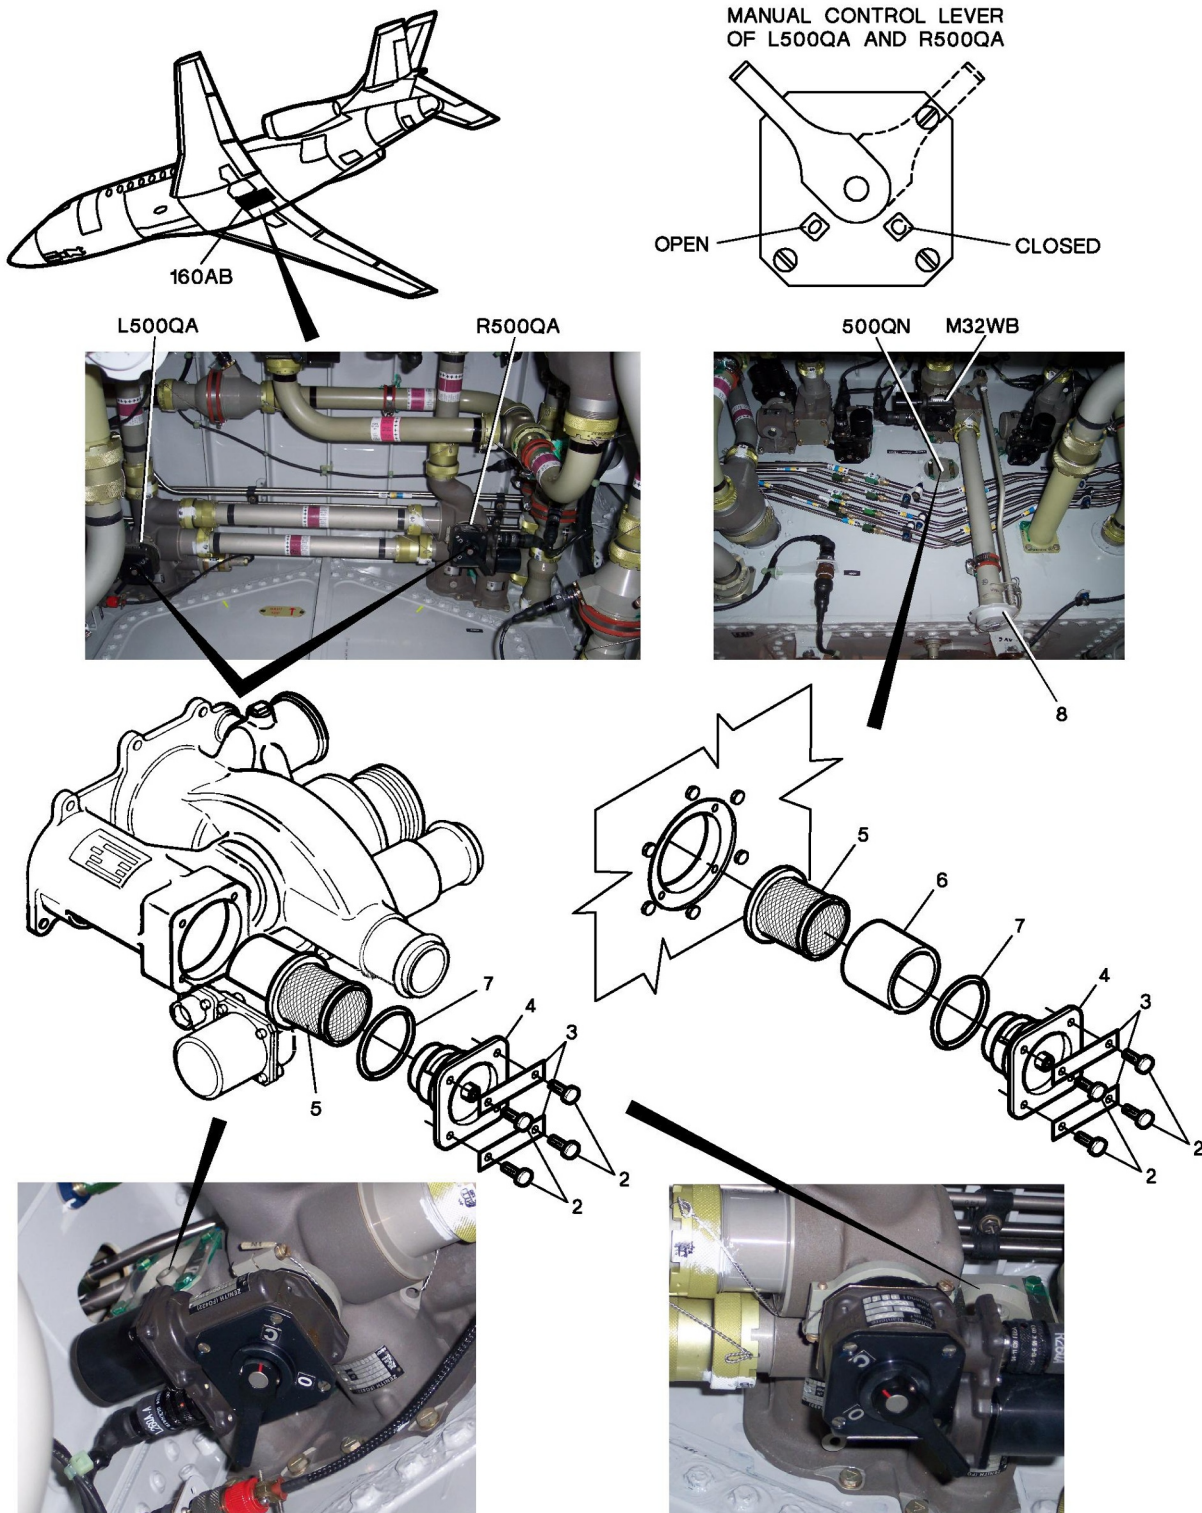 MANUAL CONTROL LEVER
OF L500QA AND R500QA
OPEN
O
C
CLOSED
160AB
L500QA
R500QA
500QN
M32WB
8
5
7
4
3
2
2
5
6
7
4
3
2
2
C
O
C
O